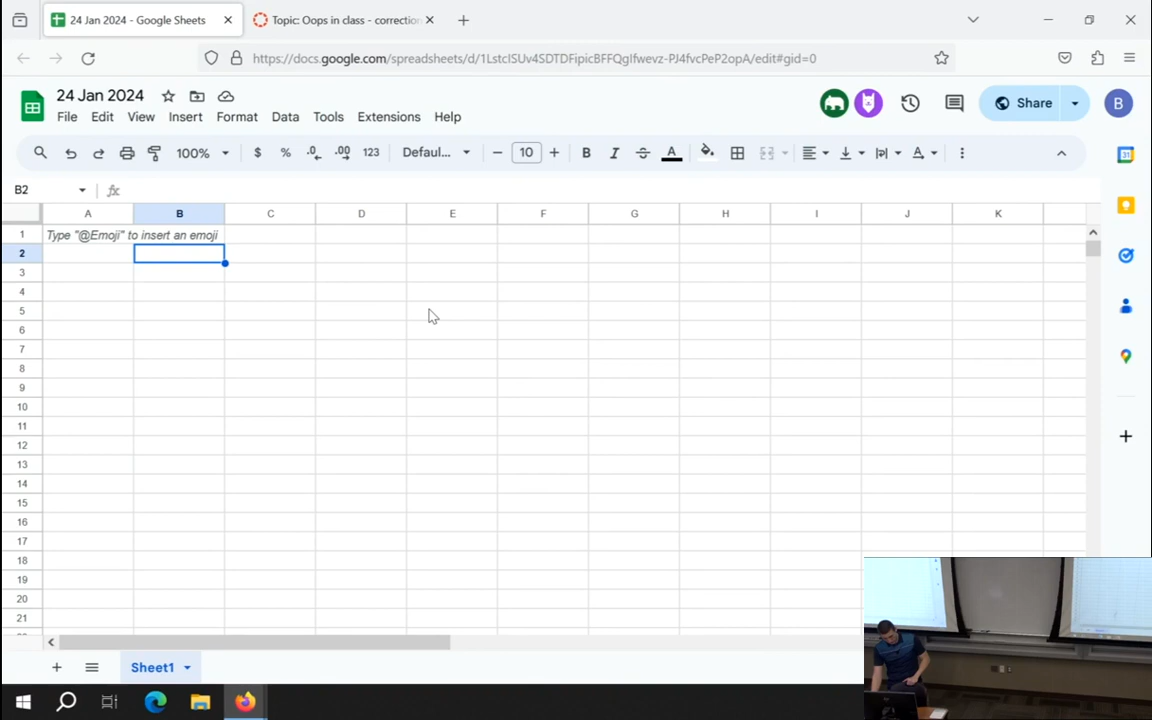 24 Jan 2024 - Google Sheets
Topic: Oops in class - correction
https://docs.google.com/spreadsheets/d/1LstcISUv4SDTDFipicBFFQgIfwevz-PJ4fvcPeP2opA/edit#gid=0
24 Jan 2024
Share
B
File Edit View Insert Format Data Tools Extensions Help
100% $ % .0 .00 123 Defaul... 10 B I A
B2 fx
A B C D E F G H I J K
1 Type "@Emoji" to insert an emoji
2
3
4
5
6
7
8
9
10
11
12
13
14
15
16
17
18
19
20
21
Sheet1